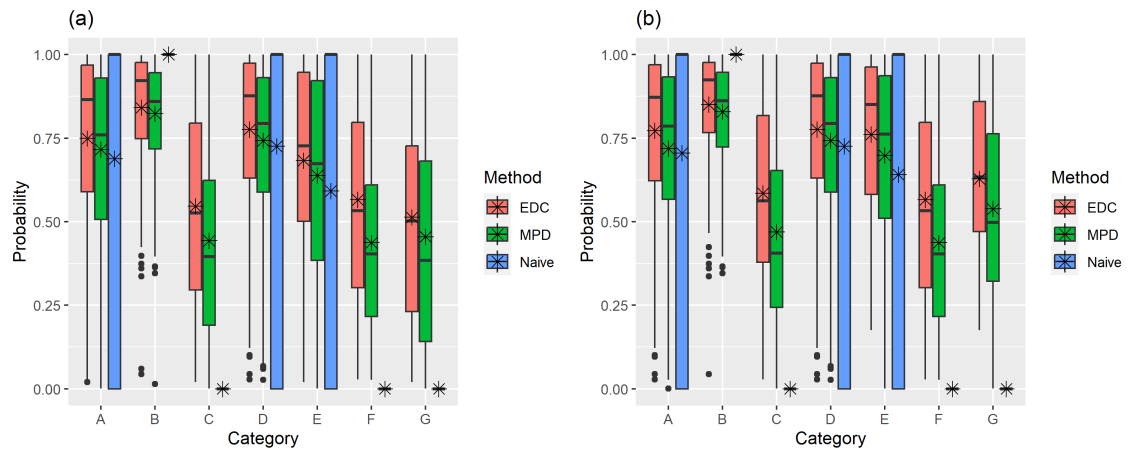 (a)
Probability
1.00
0.75
0.50
0.25
0.00
A B C D E F G
Category
Method
EDC
MPD
Naive
(b)
Probability
1.00
0.75
0.50
0.25
0.00
A B C D E F G
Category
Method
EDC
MPD
Naive